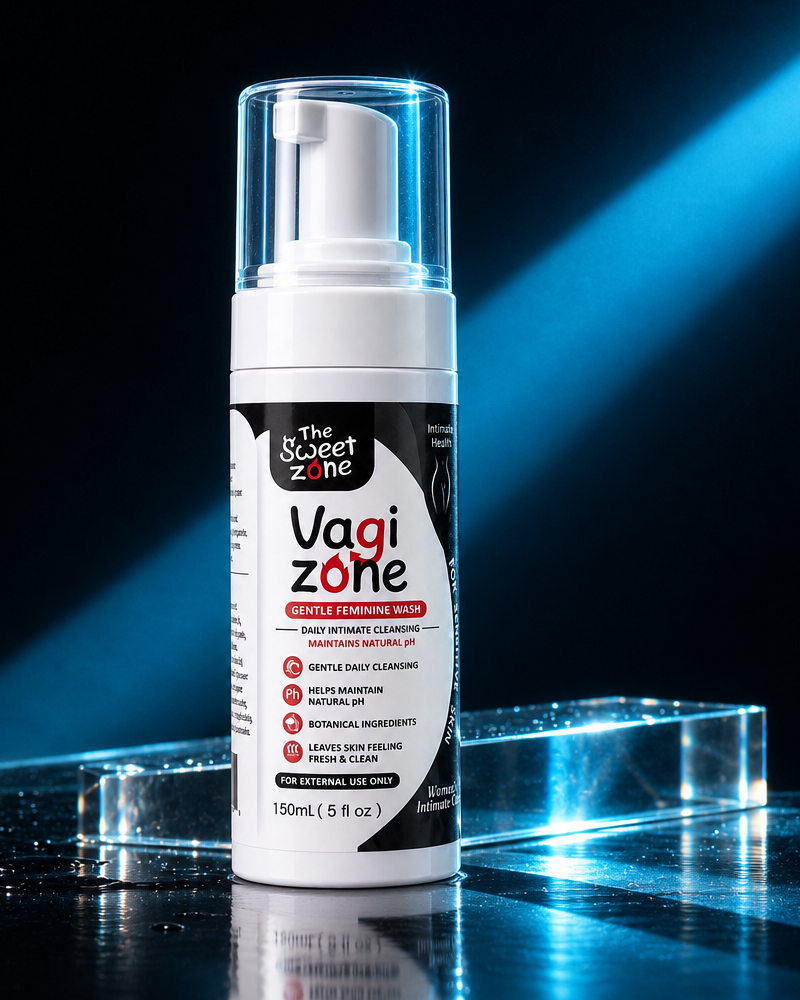 The
Sweet
zone
Vagi
zone
GENTLE FEMININE WASH
DAILY INTIMATE CLEANSING
MAINTAINS NATURAL pH
GENTLE DAILY CLEANSING
Ph
HELPS MAINTAIN
NATURAL pH
BOTANICAL INGREDIENTS
LEAVES SKIN FEELING
FRESH & CLEAN
FOR EXTERNAL USE ONLY
150mL ( 5 fl oz )
Intimate
Health
FOR SENSITIVE SKIN
Women's
Intimate